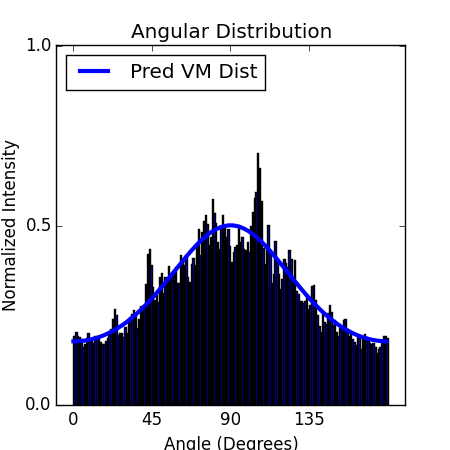 Angular Distribution
Pred VM Dist
Normalized Intensity
1.0
0.5
0.0
0 45 90 135
Angle (Degrees)